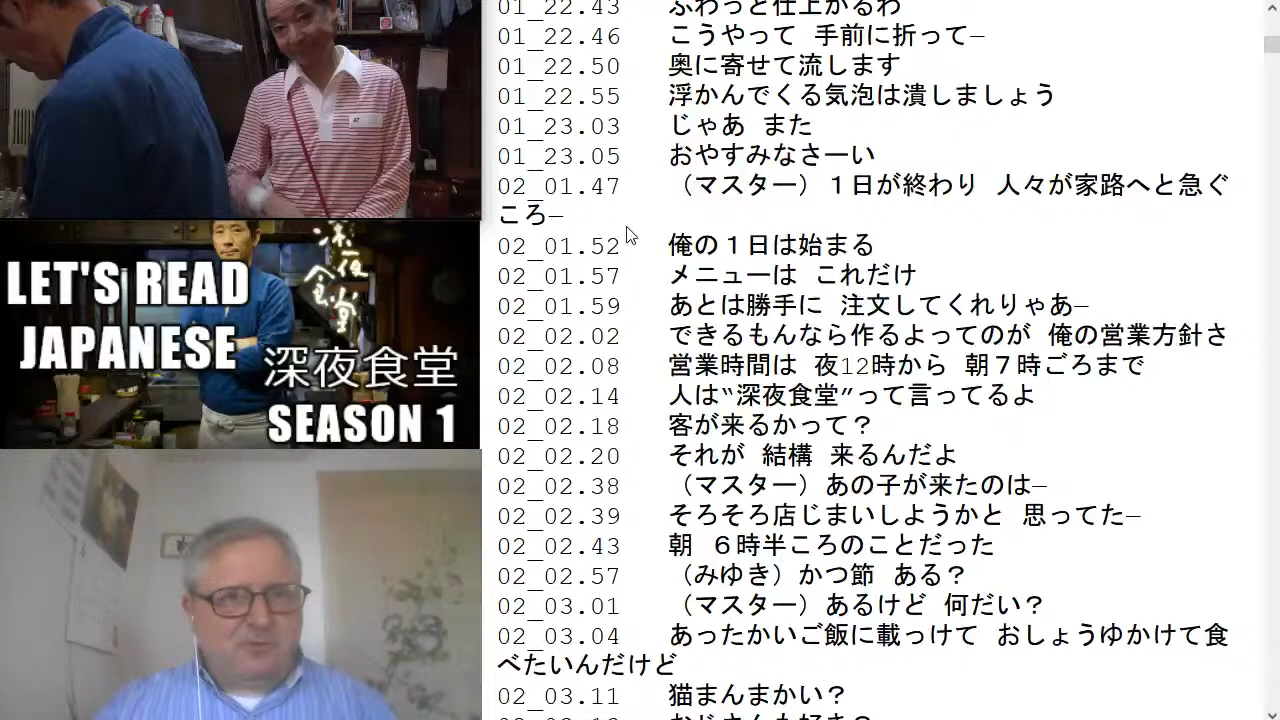 LET'S READ
JAPANESE
深夜食堂
深夜食堂
SEASON 1
01_22.43 ふわっと仕上がるわ
01_22.46 こうやって 手前に折って—
01_22.50 奥に寄せて流します
01_22.55 浮かんでくる気泡は潰しましょう
01_23.03 じゃあ また
01_23.05 おやすみなさーい
02_01.47 （マスター）１日が終わり 人々が家路へと急ぐ
ころ—
02_01.52 俺の１日は始まる
02_01.57 メニューは これだけ
02_01.59 あとは勝手に 注文してくれりゃあ—
02_02.02 できるもんなら作るよってのが 俺の営業方針さ
02_02.08 営業時間は 夜12時から 朝７時ごろまで
02_02.14 人は〝深夜食堂〞って言ってるよ
02_02.18 客が来るかって？
02_02.20 それが 結構 来るんだよ
02_02.38 （マスター）あの子が来たのは—
02_02.39 そろそろ店じまいしようかと 思ってた—
02_02.43 朝 ６時半ころのことだった
02_02.57 （みゆき）かつ節 ある？
02_03.01 （マスター）あるけど 何だい？
02_03.04 あったかいご飯に載っけて おしょうゆかけて食
べたいんだけど
02_03.11 猫まんまかい？